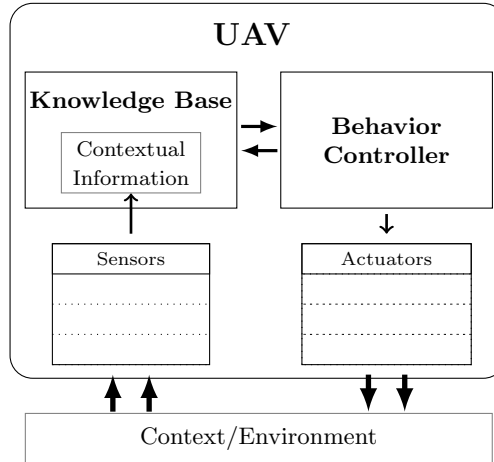 UAV
Knowledge Base
Contextual
Information
Behavior
Controller
Sensors
Actuators
Context/Environment